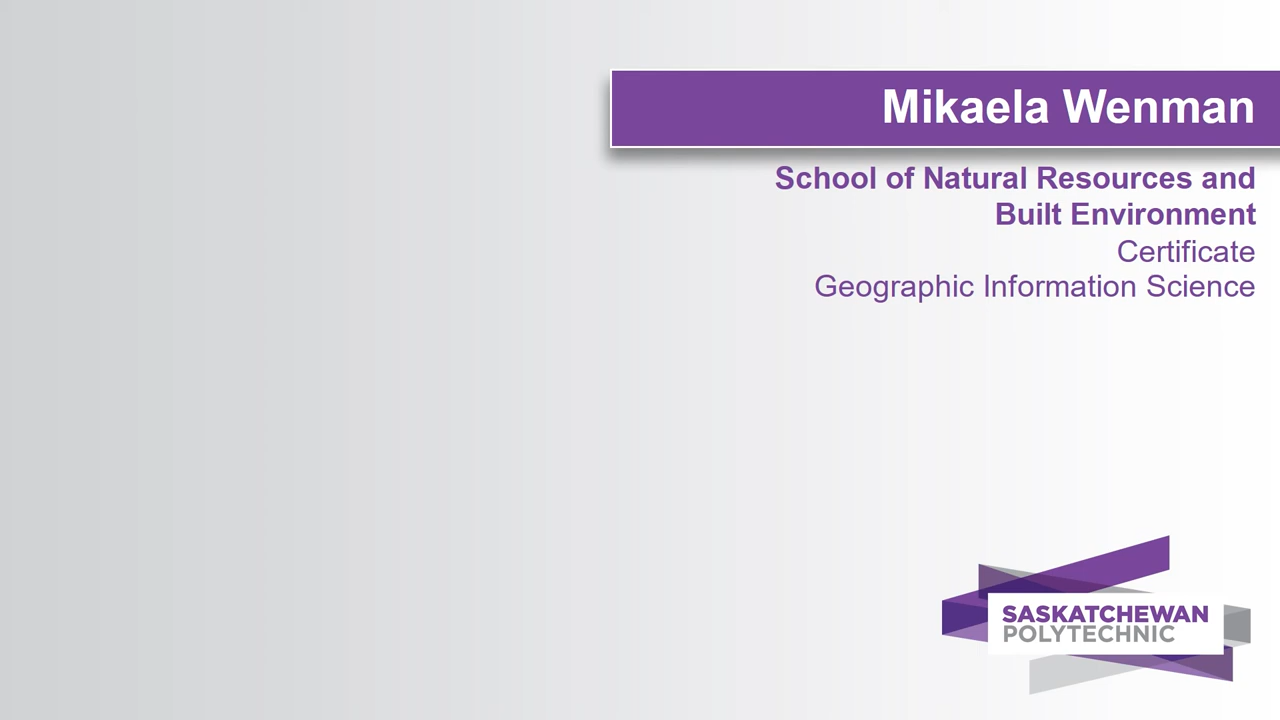 Mikaela Wenman
School of Natural Resources and
Built Environment
Certificate
Geographic Information Science
SASKATCHEWAN
POLYTECHNIC